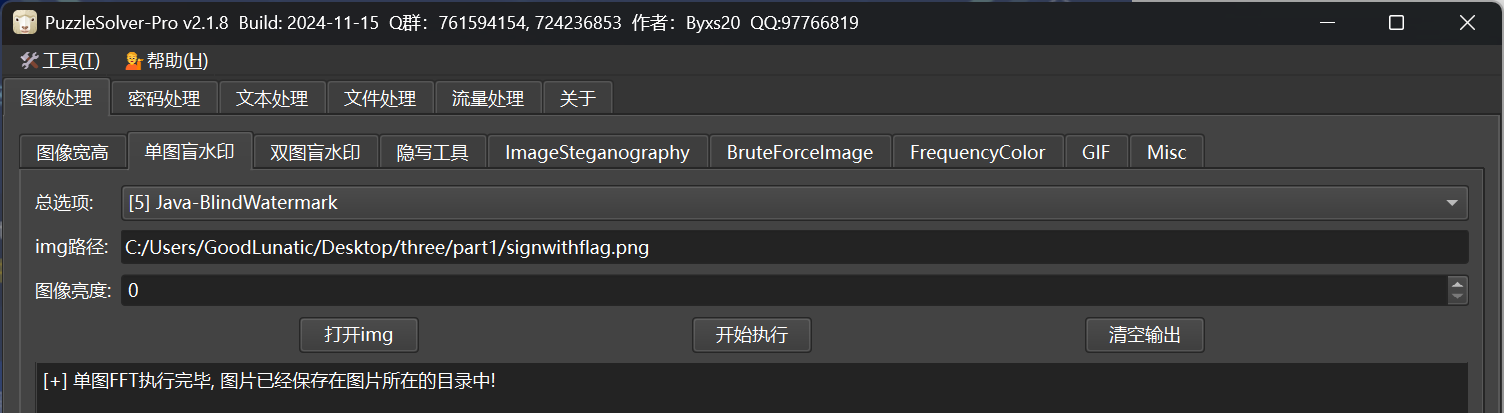 PuzzleSolver-Pro v2.1.8 Build: 2024-11-15 Q群：761594154, 724236853 作者：Byxs20 QQ:97766819
工具(T) 帮助(H)
图像处理 密码处理 文本处理 文件处理 流量处理 关于
图像宽高 单图盲水印 双图盲水印 隐写工具 ImageSteganography BruteForceImage FrequencyColor GIF Misc
总选项: [5] Java-BlindWatermark
img路径: C:/Users/GoodLunatic/Desktop/three/part1/signwithflag.png
图像亮度: 0
打开img 开始执行 清空输出
[+] 单图FFT执行完毕, 图片已经保存在图片所在的目录中!